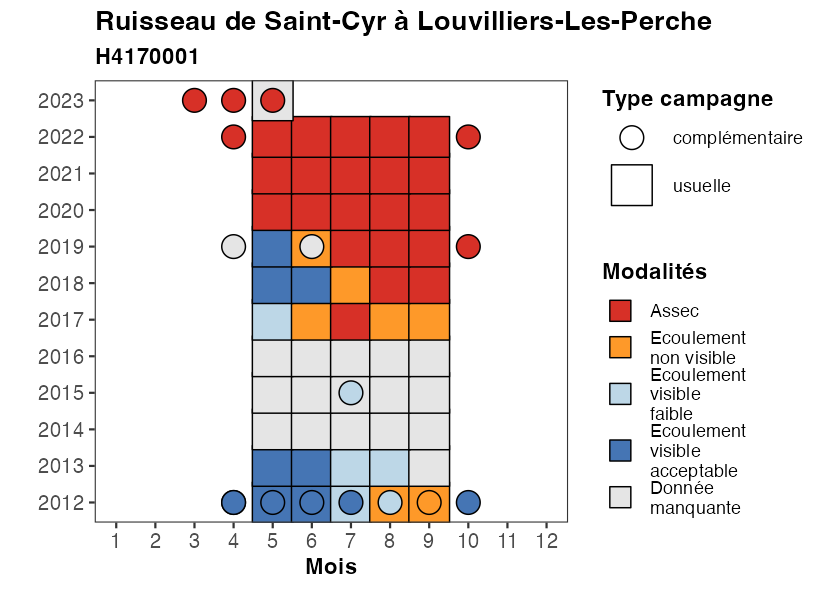 Ruisseau de Saint-Cyr à Louvilliers-Les-Perche
H4170001
2023
2022
2021
2020
2019
2018
2017
2016
2015
2014
2013
2012
1 2 3 4 5 6 7 8 9 10 11 12
Mois
Type campagne
complémentaire
usuelle
Modalités
Assec
Ecoulement
non visible
Ecoulement
visible
faible
Ecoulement
visible
acceptable
Donnée
manquante